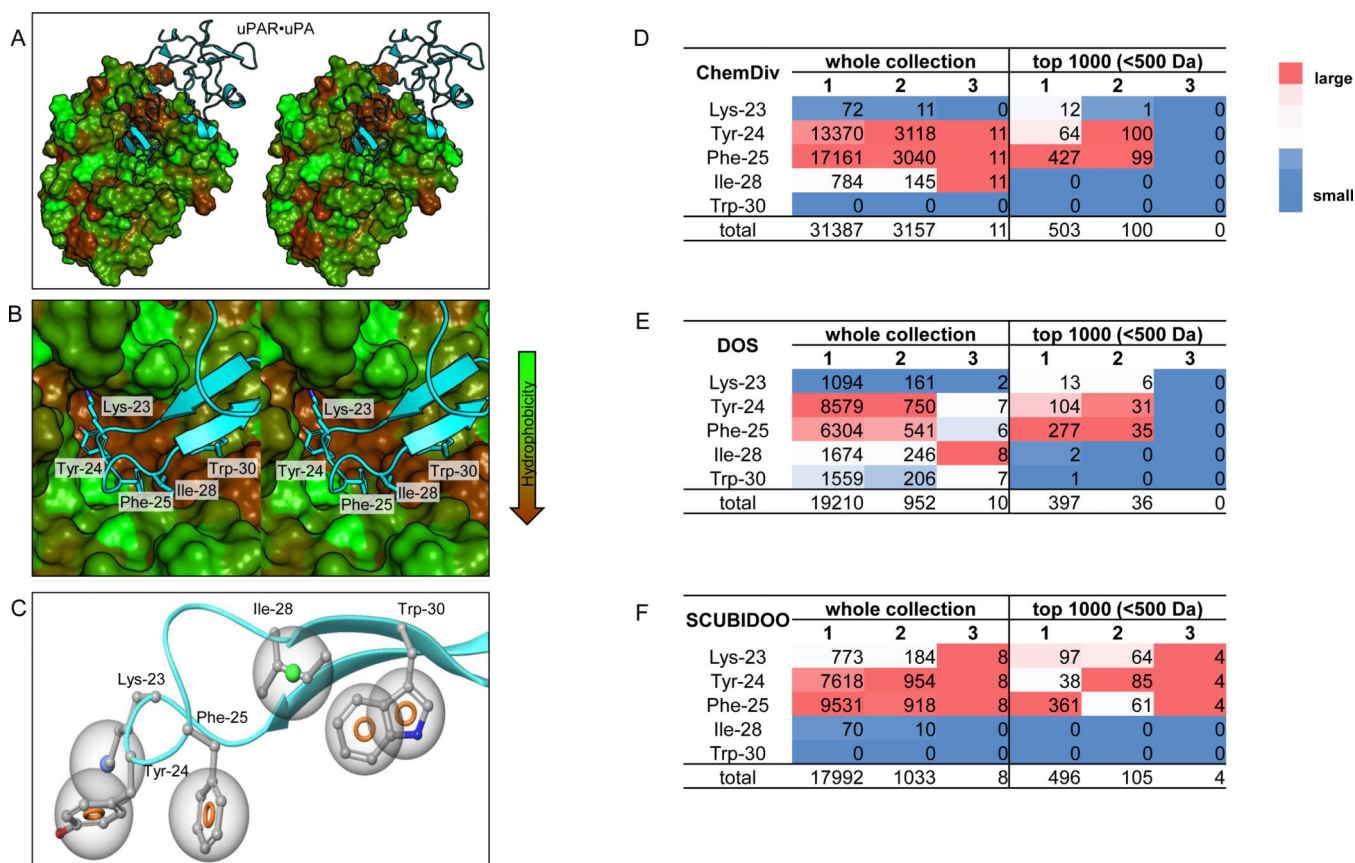 A
uPAR•uPA
B
Lys-23
Tyr-24
Phe-25
Ile-28
Trp-30
Lys-23
Tyr-24
Phe-25
Ile-28
Trp-30
Hydrophobicity
C
Ile-28
Trp-30
Lys-23
Phe-25
Tyr-24
D
ChemDiv whole collection top 1000 (<500 Da)
1 2 3 1 2 3
Lys-23 72 11 0 12 1 0
Tyr-24 13370 3118 11 64 100 0
Phe-25 17161 3040 11 427 99 0
Ile-28 784 145 11 0 0 0
Trp-30 0 0 0 0 0 0
total 31387 3157 11 503 100 0
large
small
E
DOS whole collection top 1000 (<500 Da)
1 2 3 1 2 3
Lys-23 1094 161 2 13 6 0
Tyr-24 8579 750 7 104 31 0
Phe-25 6304 541 6 277 35 0
Ile-28 1674 246 8 2 0 0
Trp-30 1559 206 7 1 0 0
total 19210 952 10 397 36 0
F
SCUBIDOO whole collection top 1000 (<500 Da)
1 2 3 1 2 3
Lys-23 773 184 8 97 64 4
Tyr-24 7618 954 8 38 85 4
Phe-25 9531 918 8 361 61 4
Ile-28 70 10 0 0 0 0
Trp-30 0 0 0 0 0 0
total 17992 1033 8 496 105 4